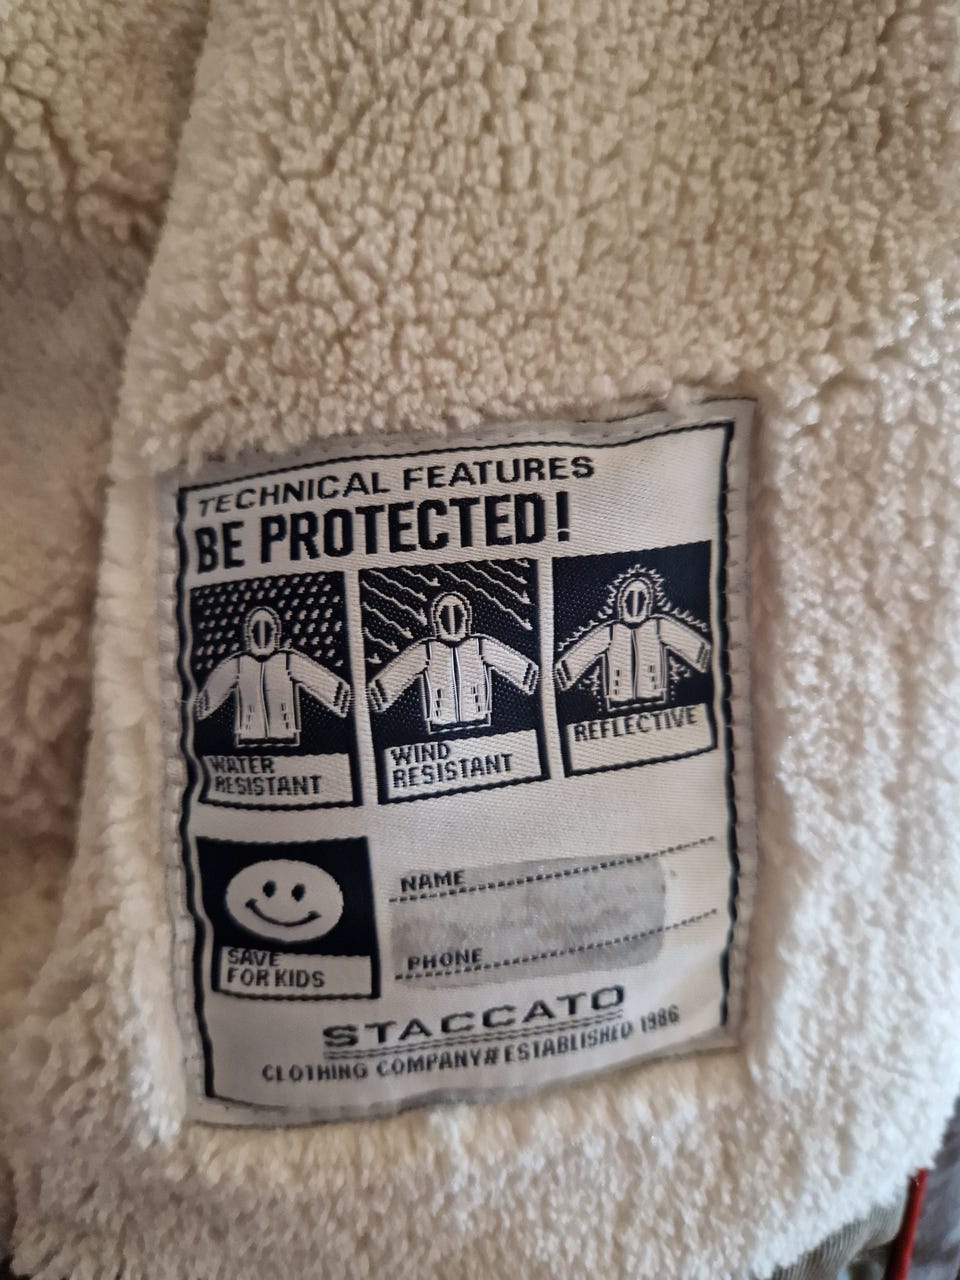 TECHNICAL FEATURES
BE PROTECTED!
WATER
RESISTANT
WIND
RESISTANT
REFLECTIVE
SAVE
FOR KIDS
NAME
PHONE
STACCATO
CLOTHING COMPANY#ESTABLISHED 1986